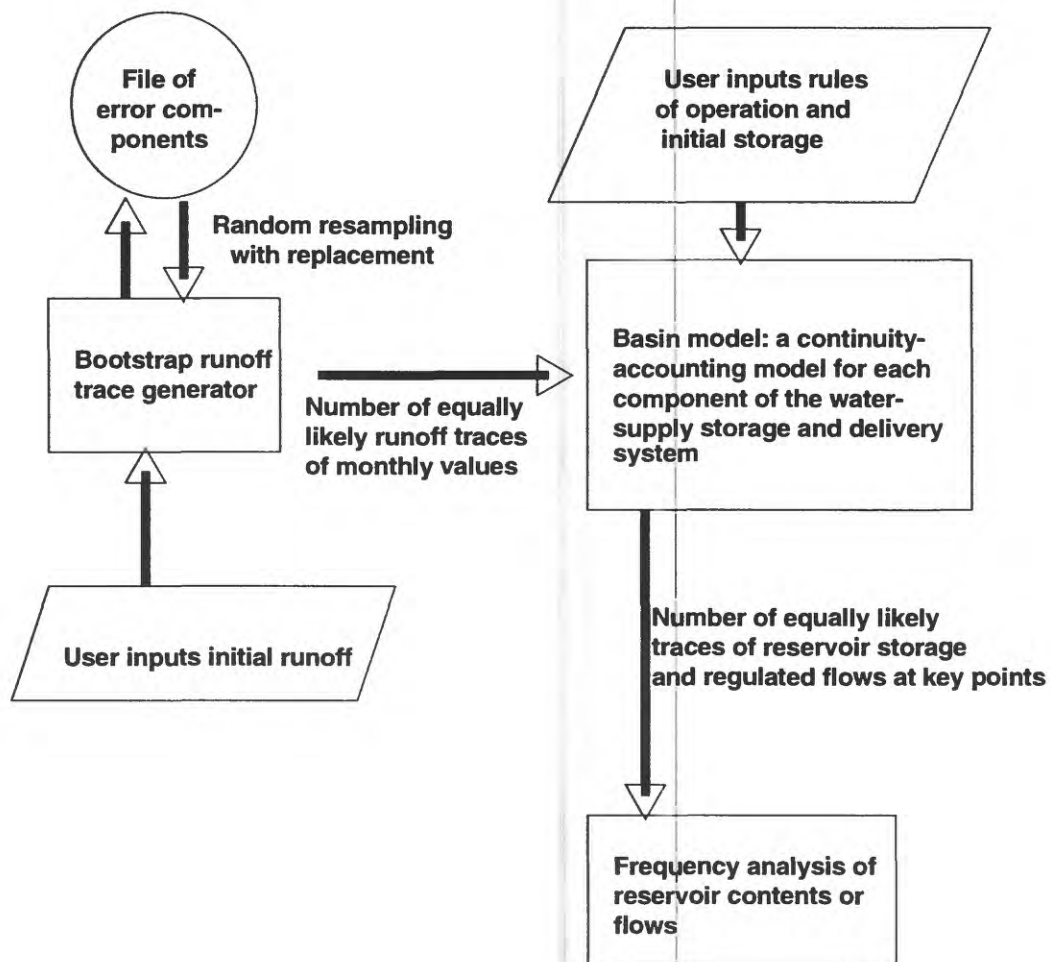 File of
error com-
ponents
Random resampling
with replacement
Bootstrap runoff
trace generator
Number of equally
likely runoff traces
of monthly values
User inputs initial runoff
User inputs rules
of operation and
initial storage
Basin model: a continuity-
accounting model for each
component of the water-
supply storage and delivery
system
Number of equally likely
traces of reservoir storage
and regulated flows at key points
Frequency analysis of
reservoir contents or
flows